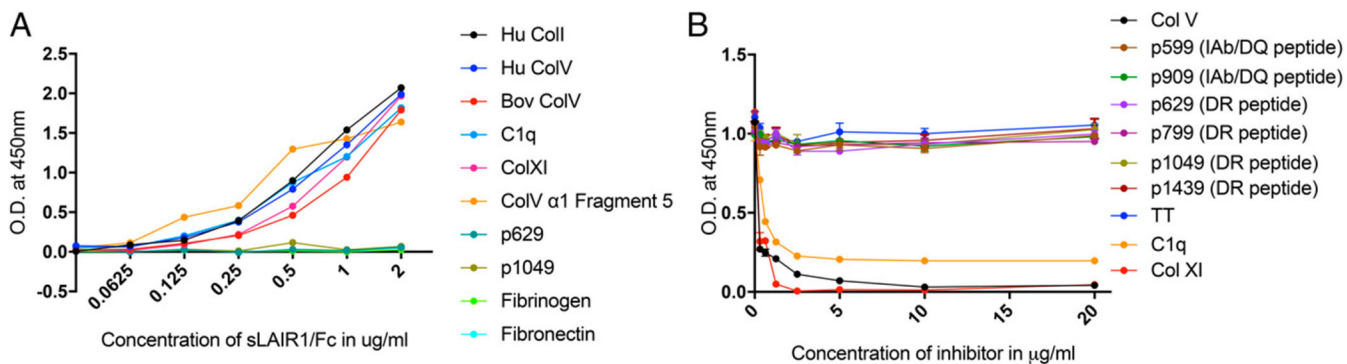 A
O.D. at 450nm
2.5
2.0
1.5
1.0
0.5
0.0
-0.5
0.0625
0.125
0.25
0.5
1
2
Concentration of sLAIR1/Fc in ug/ml
Hu ColI
Hu ColV
Bov ColV
C1q
ColXI
ColV α1 Fragment 5
p629
p1049
Fibrinogen
Fibronectin
B
O.D. at 450nm
1.5
1.0
0.5
0.0
0
5
10
15
20
Concentration of inhibitor in μg/ml
Col V
p599 (IAb/DQ peptide)
p909 (IAb/DQ peptide)
p629 (DR peptide)
p799 (DR peptide)
p1049 (DR peptide)
p1439 (DR peptide)
TT
C1q
Col XI